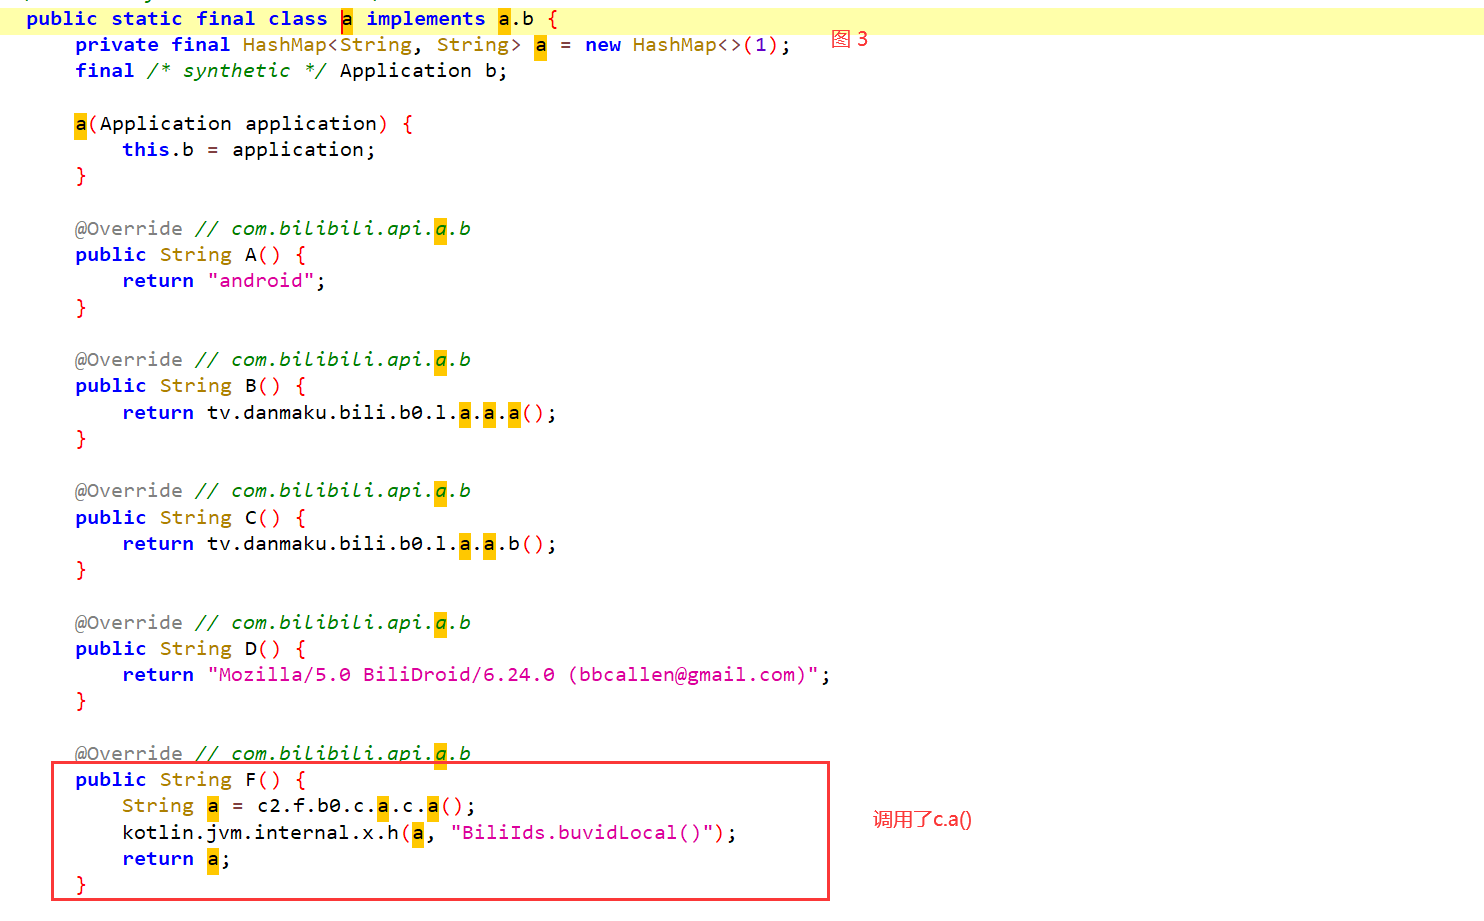 public static final class a implements a.b {
private final HashMap<String, String> a = new HashMap<>(1);
图 3
final /* synthetic */ Application b;
a(Application application) {
this.b = application;
}
@Override // com.bilibili.api.a.b
public String A() {
return "android";
}
@Override // com.bilibili.api.a.b
public String B() {
return tv.danmaku.bili.b0.l.a.a.a();
}
@Override // com.bilibili.api.a.b
public String C() {
return tv.danmaku.bili.b0.l.a.a.b();
}
@Override // com.bilibili.api.a.b
public String D() {
return "Mozilla/5.0 BiliDroid/6.24.0 (bbcallen@gmail.com)";
}
@Override // com.bilibili.api.a.b
public String F() {
String a = c2.f.b0.c.a.c.a();
调用了c.a()
kotlin.jvm.internal.x.h(a, "BiliIds.buvidLocal()");
return a;
}